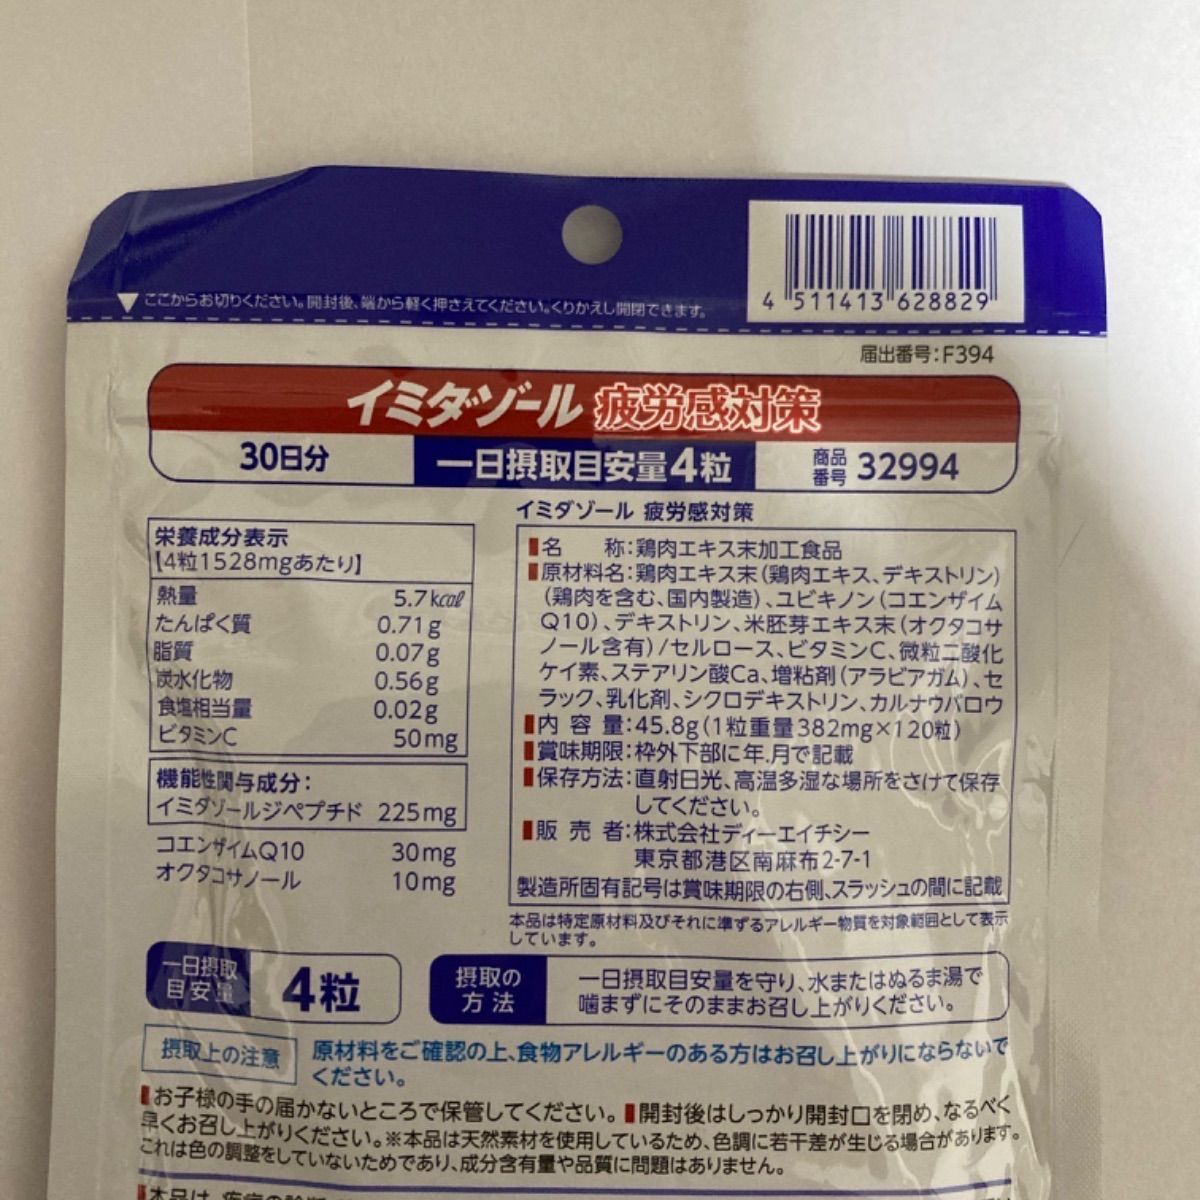 ここからお切りください。開封後、端から軽く押さえてください。くりかえし開閉できます。
4 511413 628829
届出番号:F394
イミダゾール 疲労感対策
30日分 一日摂取目安量4粒 商品番号 32994
栄養成分表示
【4粒1528mgあたり】
熱量 5.7kcal
たんぱく質 0.71g
脂質 0.07g
炭水化物 0.56g
食塩相当量 0.02g
ビタミンC 50mg
機能性関与成分:
イミダゾールジペプチド 225mg
コエンザイムQ10 30mg
オクタコサノール 10mg
イミダゾール 疲労感対策
名 称:鶏肉エキス末加工食品
原材料名:鶏肉エキス末(鶏肉エキス、デキストリン)
(鶏肉を含む、国内製造)、ユビキノン(コエンザイム
Q10)、デキストリン、米胚芽エキス末(オクタコサ
ノール含有)/セルロース、ビタミンC、微粒二酸化
ケイ素、ステアリン酸Ca、増粘剤(アラビアガム)、セ
ラック、乳化剤、シクロデキストリン、カルナウバロウ
内 容 量:45.8g(1粒重量382mg×120粒)
賞味期限:枠外下部に年.月で記載
保存方法:直射日光、高温多湿な場所をさけて保存
してください。
販 売 者:株式会社ディーエイチシー
東京都港区南麻布2-7-1
製造所固有記号は賞味期限の右側、スラッシュの間に記載
本品は特定原材料及びそれに準ずるアレルギー物質を対象範囲として表示
しています。
一日摂取
目安量 4粒
摂取の
方法
一日摂取目安量を守り、水またはぬるま湯で
噛まずにそのままお召し上がりください。
摂取上の注意
原材料をご確認の上、食物アレルギーのある方はお召し上がりにならないで
ください。
お子様の手の届かないところで保管してください。 開封後はしっかり開封口を閉め、なるべく
早くお召し上がりください。※本品は天然素材を使用しているため、色調に若干差が生じる場合があります。
これは色の調整をしていないためであり、成分含有量や品質に問題はありません。
本品は、疾病の診断